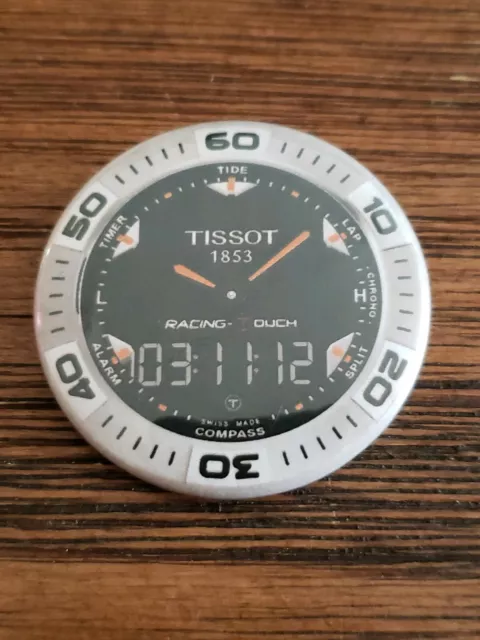 60
TIDE
50
10
TIMER
LAP
TISSOT
1853
CHRONO
L
H
RACING-TOUCH
ALARM
03:11:12
SPLIT
40
20
T
SWISS MADE
COMPASS
30